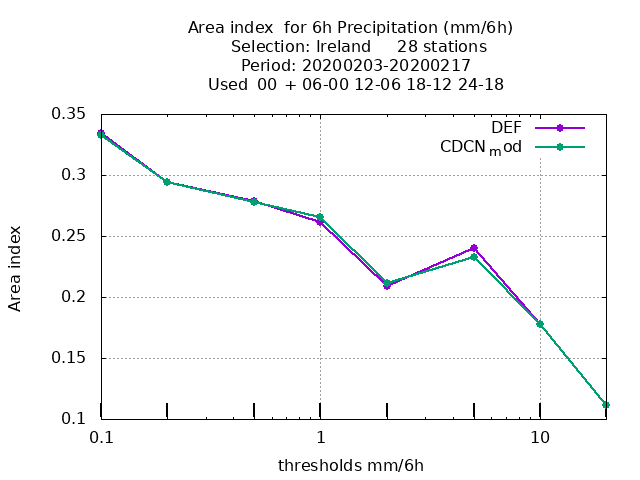 Area index  for 6h Precipitation (mm/6h)
Selection: Ireland     28 stations
Period: 20200203-20200217
Used  00 + 06-00 12-06 18-12 24-18
DEF
CDCNmod
0.35
0.3
0.25
0.2
0.15
0.1
Area index
0.1 1 10
thresholds mm/6h